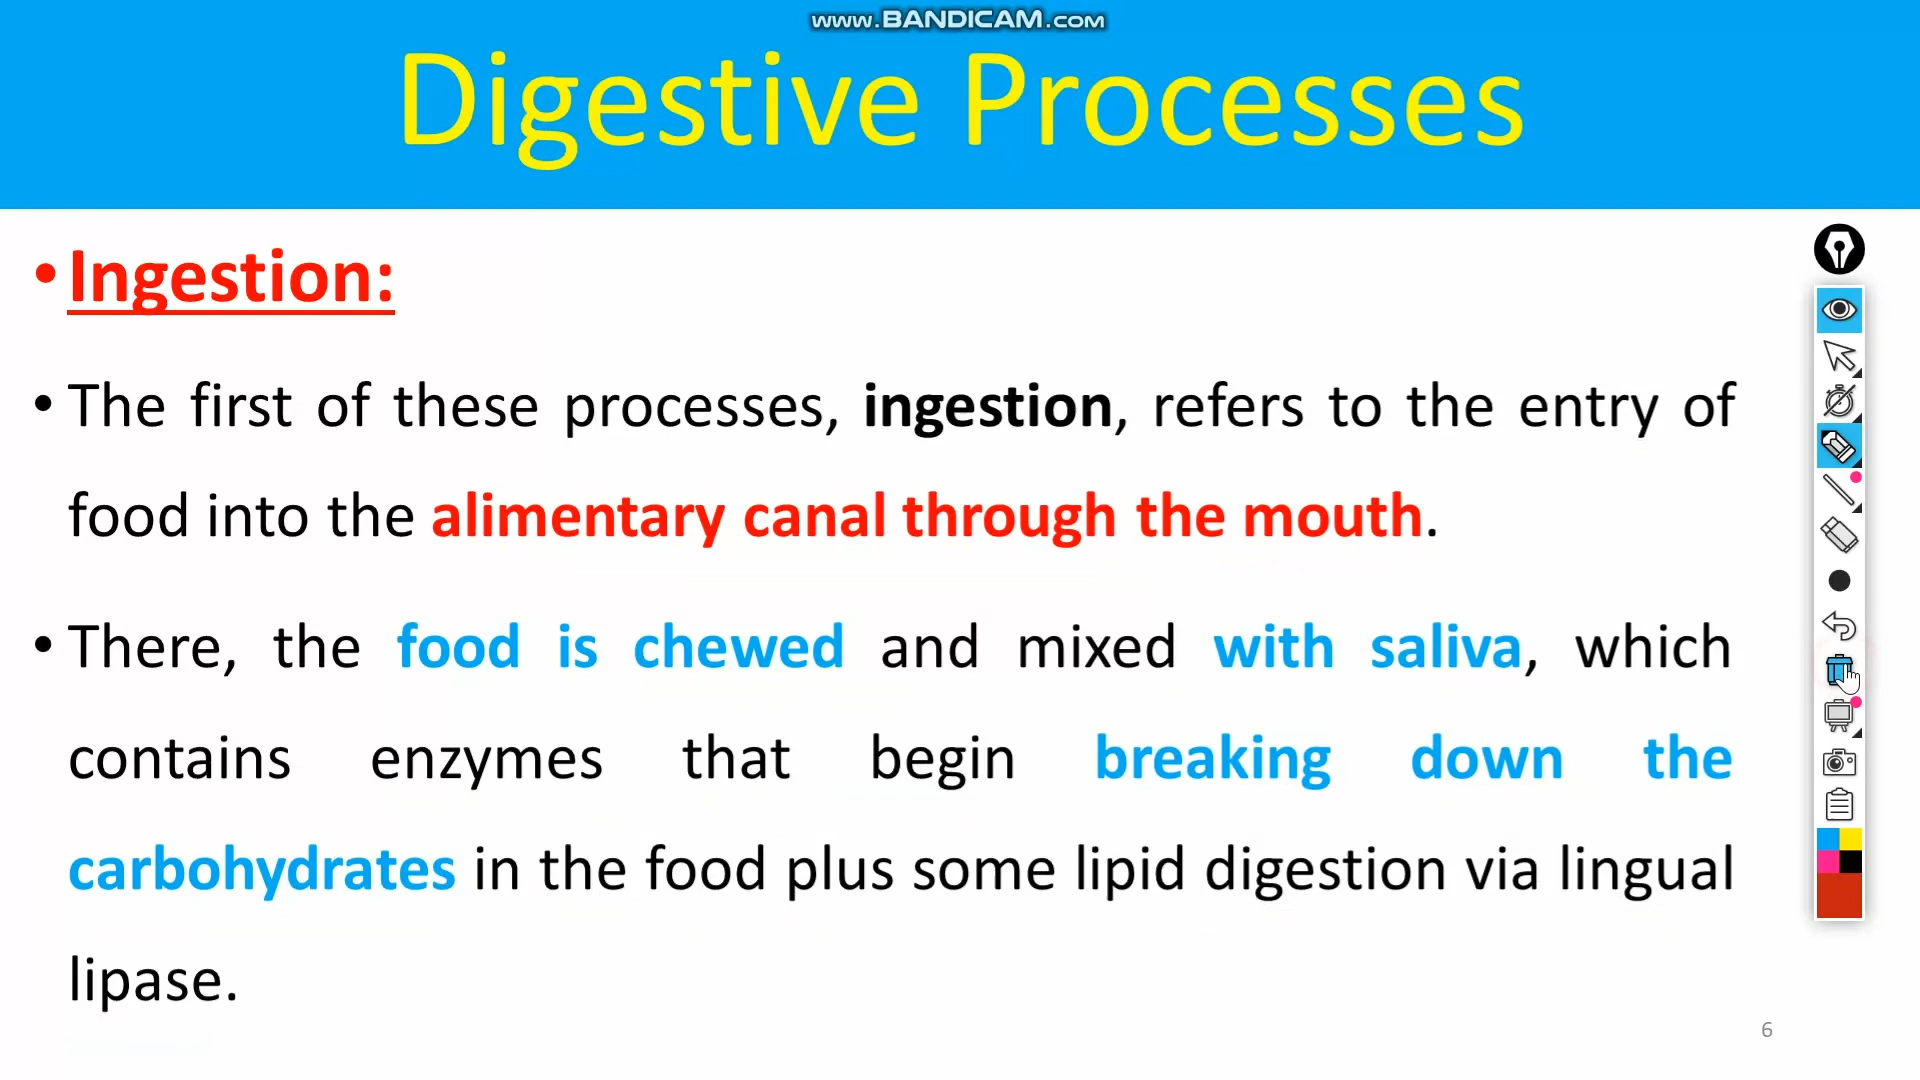 www.BANDICAM.com
Digestive Processes
• Ingestion:
• The first of these processes, ingestion, refers to the entry of
food into the alimentary canal through the mouth.
• There, the food is chewed and mixed with saliva, which
contains enzymes that begin breaking down the
carbohydrates in the food plus some lipid digestion via lingual
lipase.
6